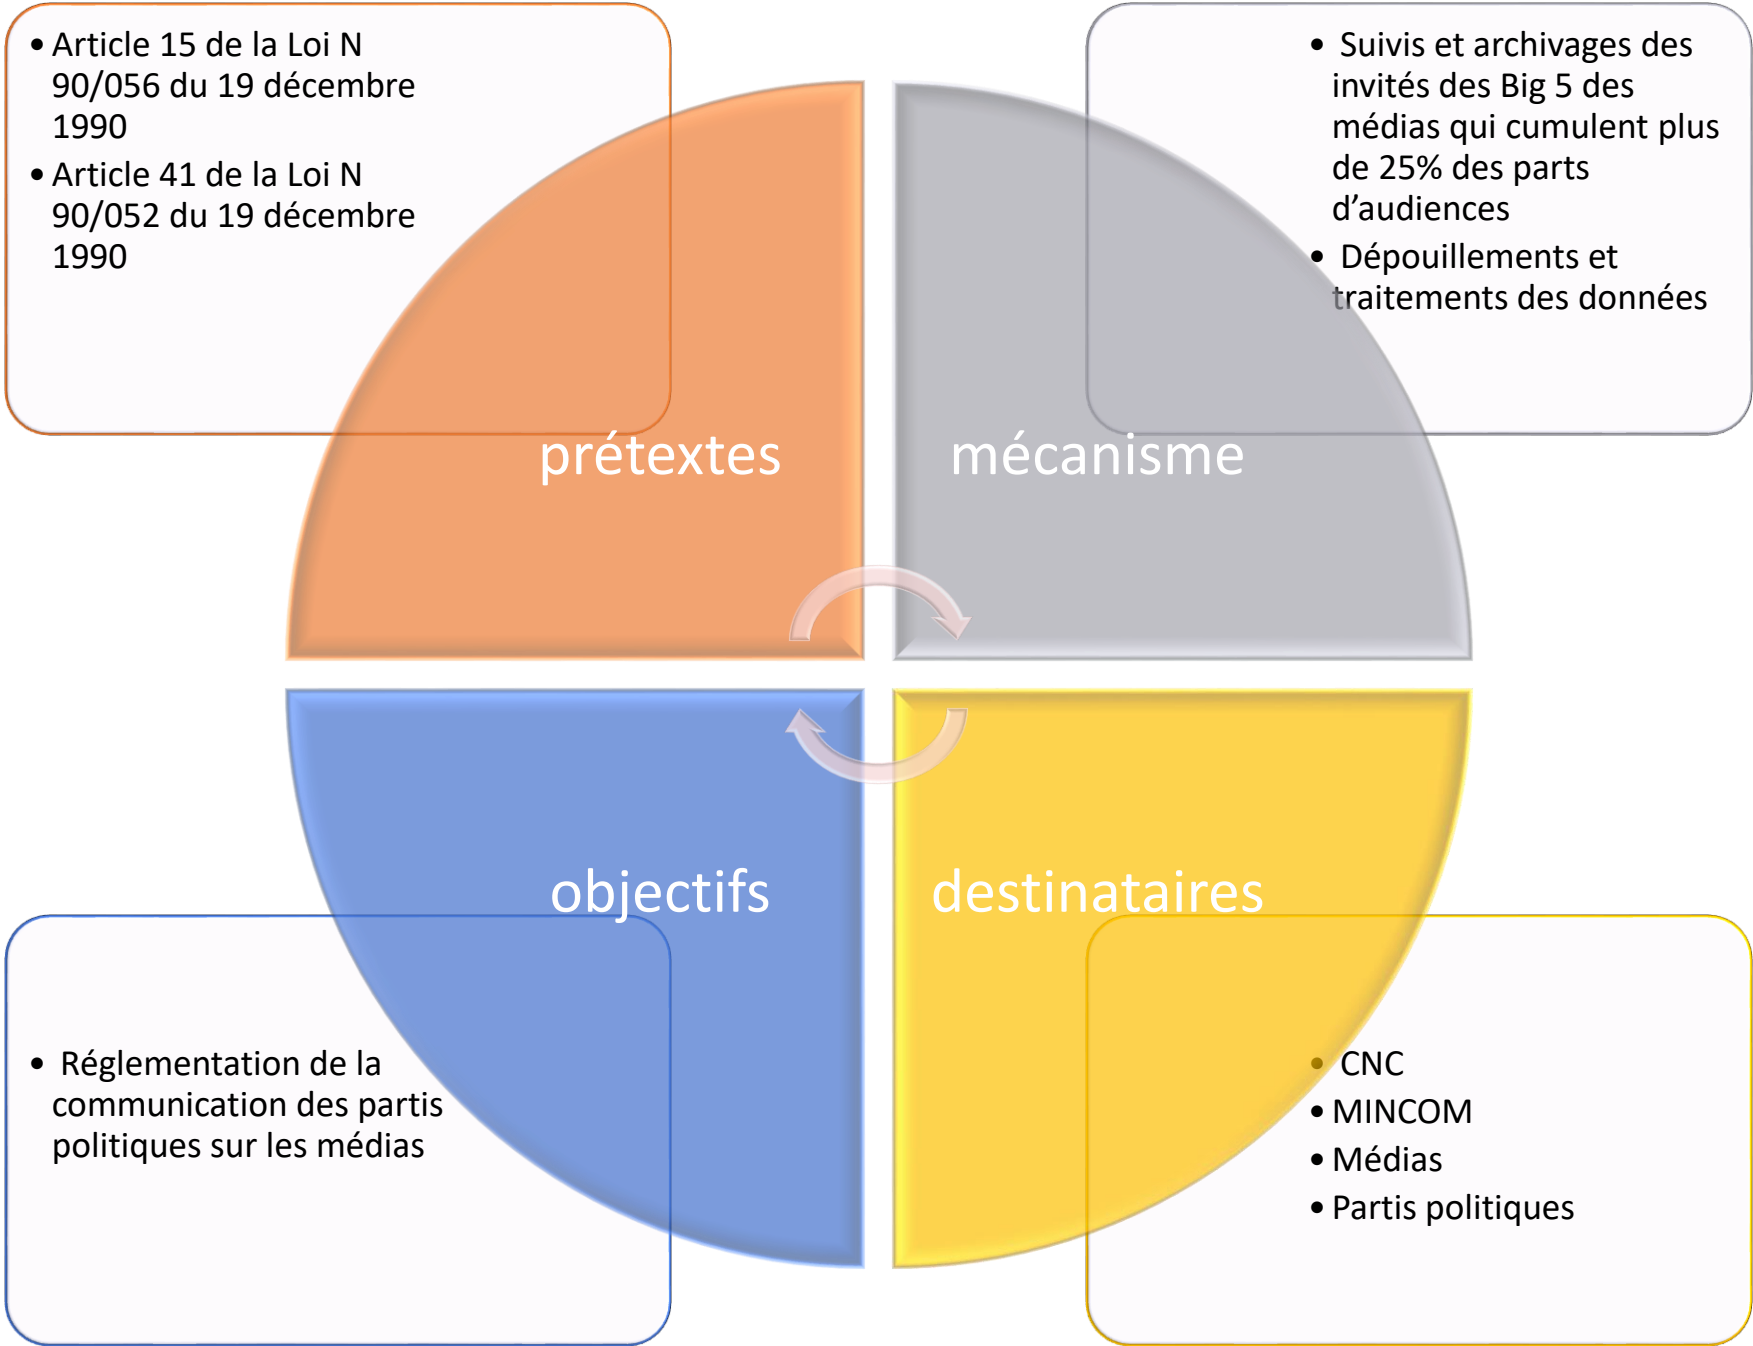 • Article 15 de la Loi N
90/056 du 19 décembre
1990
• Article 41 de la Loi N
90/052 du 19 décembre
1990
• Suivis et archivages des
invités des Big 5 des
médias qui cumulent plus
de 25% des parts
d’audiences
• Dépouillements et
traitements des données
prétextes
mécanisme
objectifs
destinataires
• Réglementation de la
communication des partis
politiques sur les médias
• CNC
• MINCOM
• Médias
• Partis politiques